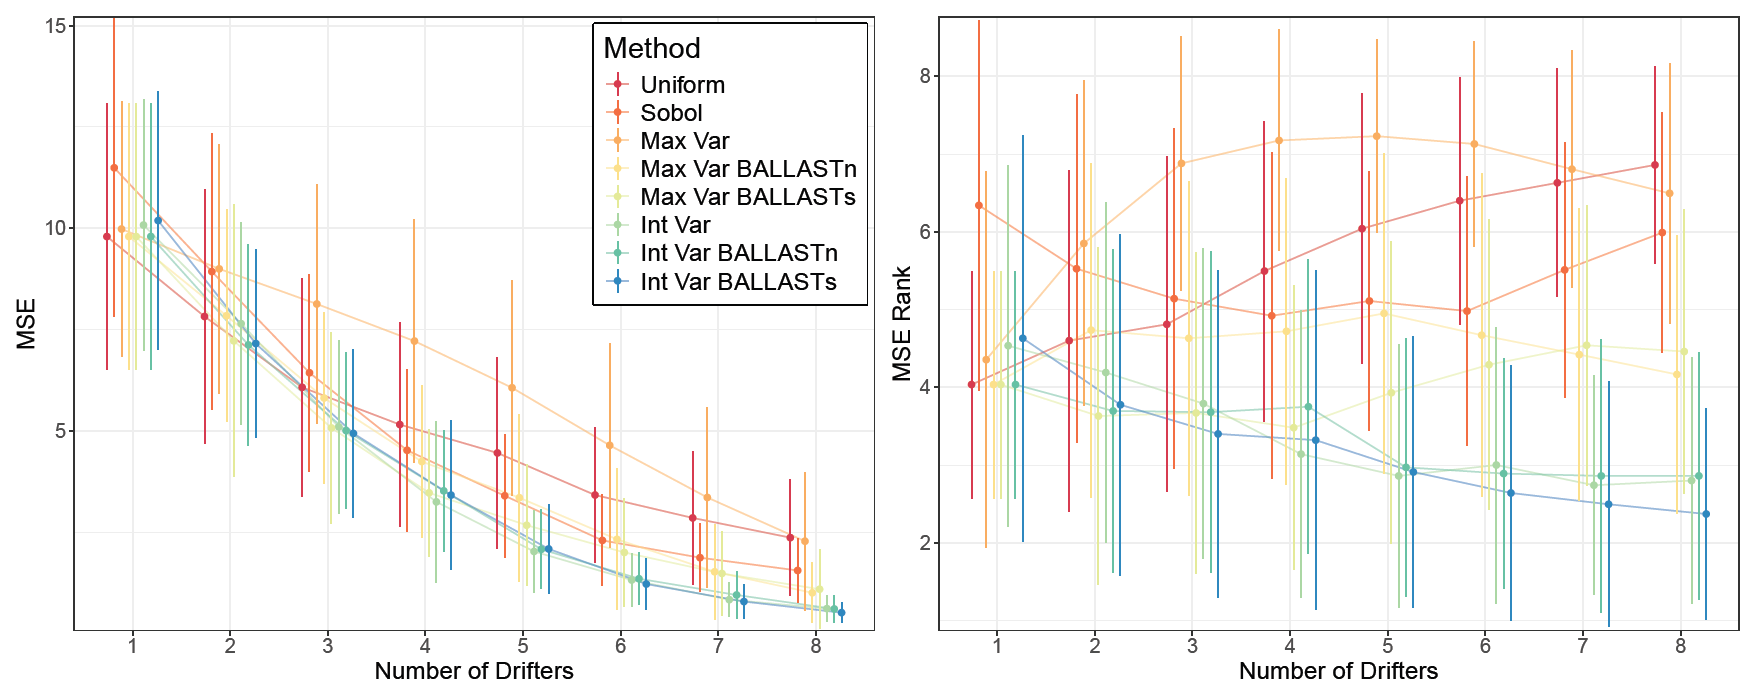 15
10
5
MSE
Method
Uniform
Sobol
Max Var
Max Var BALLASTn
Max Var BALLASTs
Int Var
Int Var BALLASTn
Int Var BALLASTs
1 2 3 4 5 6 7 8
Number of Drifters
8
6
4
2
MSE Rank
1 2 3 4 5 6 7 8
Number of Drifters